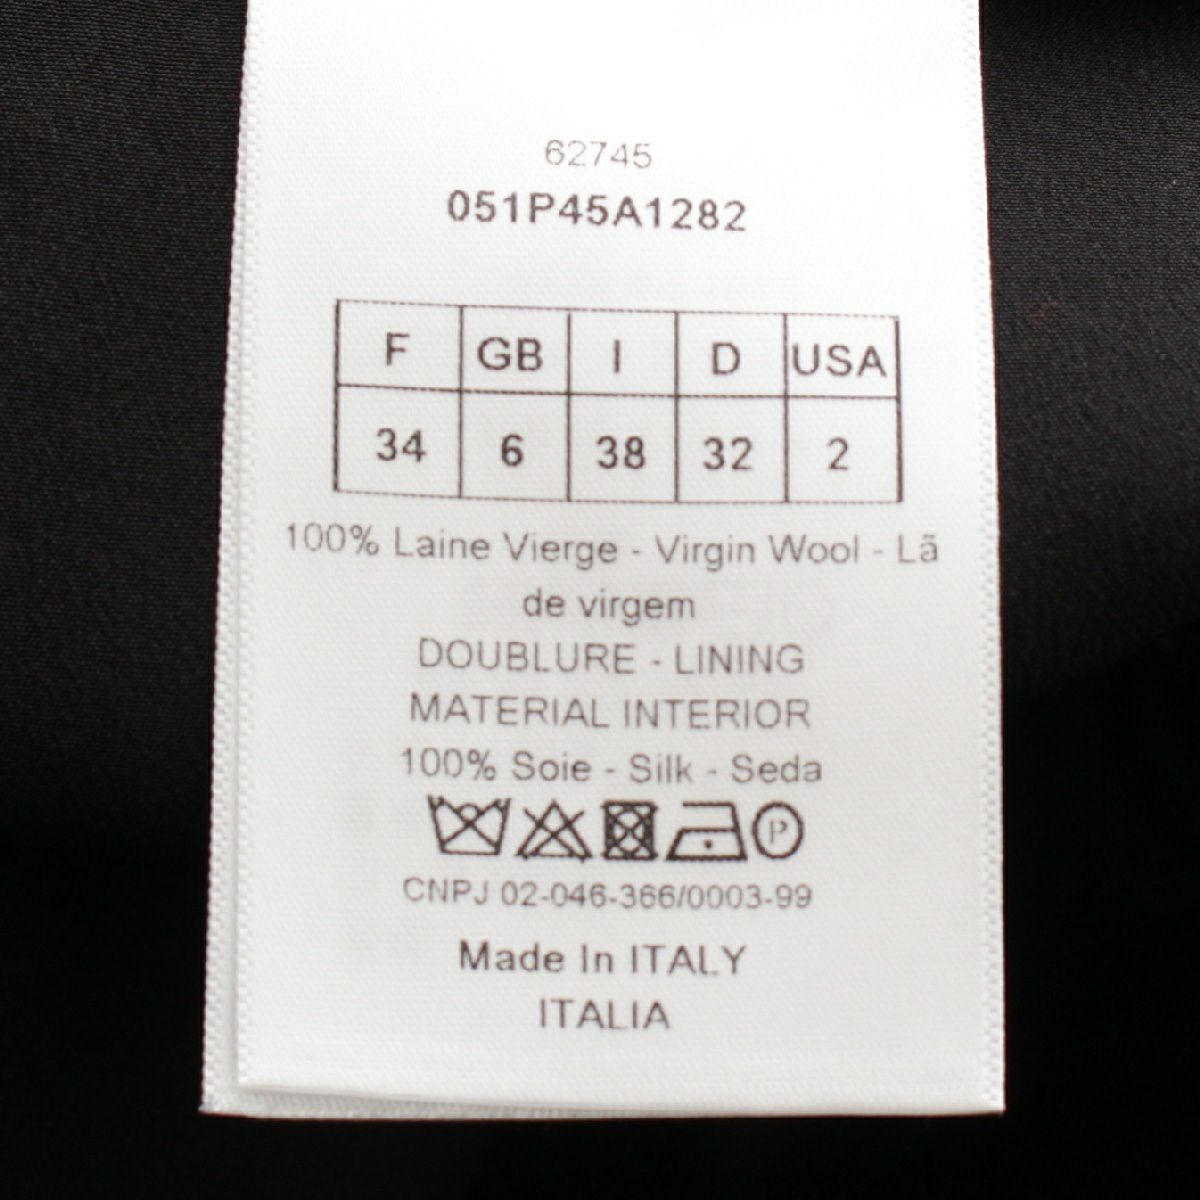 62745
051P45A1282
F GB I D USA
34 6 38 32 2
100% Laine Vierge - Virgin Wool - Lã
de virgem
DOUBLURE - LINING
MATERIAL INTERIOR
100% Soie - Silk - Seda
P
CNPJ 02-046-366/0003-99
Made In ITALY
ITALIA